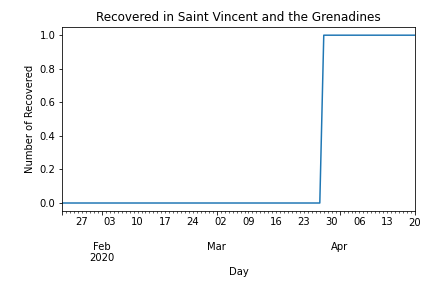 Recovered in Saint Vincent and the Grenadines
Number of Recovered
1.0
0.8
0.6
0.4
0.2
0.0
27 03 10 17 24 02 09 16 23 30 06 13 20
Feb Mar Apr
2020
Day